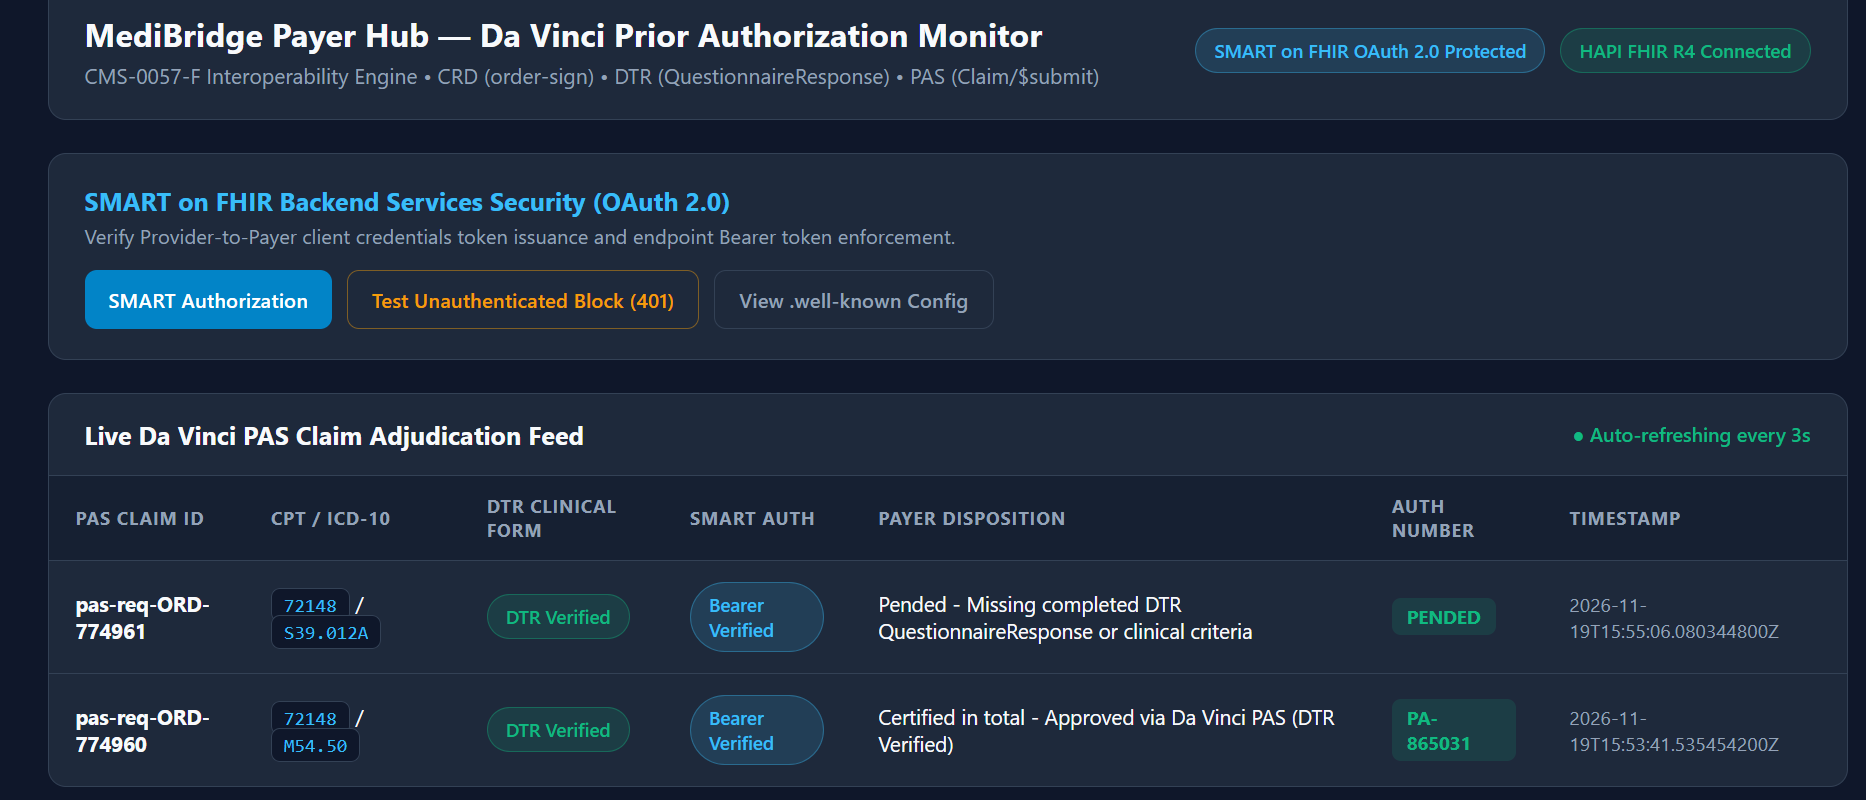 MediBridge Payer Hub — Da Vinci Prior Authorization Monitor
CMS-0057-F Interoperability Engine • CRD (order-sign) • DTR (QuestionnaireResponse) • PAS (Claim/$submit)
SMART on FHIR OAuth 2.0 Protected
HAPI FHIR R4 Connected
SMART on FHIR Backend Services Security (OAuth 2.0)
Verify Provider-to-Payer client credentials token issuance and endpoint Bearer token enforcement.
SMART Authorization
Test Unauthenticated Block (401)
View .well-known Config
Live Da Vinci PAS Claim Adjudication Feed
● Auto-refreshing every 3s
PAS CLAIM ID
CPT / ICD-10
DTR CLINICAL
FORM
SMART AUTH
PAYER DISPOSITION
AUTH
NUMBER
TIMESTAMP
pas-req-ORD-
774961
72148 /
S39.012A
DTR Verified
Bearer
Verified
Pended - Missing completed DTR
QuestionnaireResponse or clinical criteria
PENDED
2026-11-
19T15:55:06.080344800Z
pas-req-ORD-
774960
72148 /
M54.50
DTR Verified
Bearer
Verified
Certified in total - Approved via Da Vinci PAS (DTR
Verified)
PA-
865031
2026-11-
19T15:53:41.535454200Z